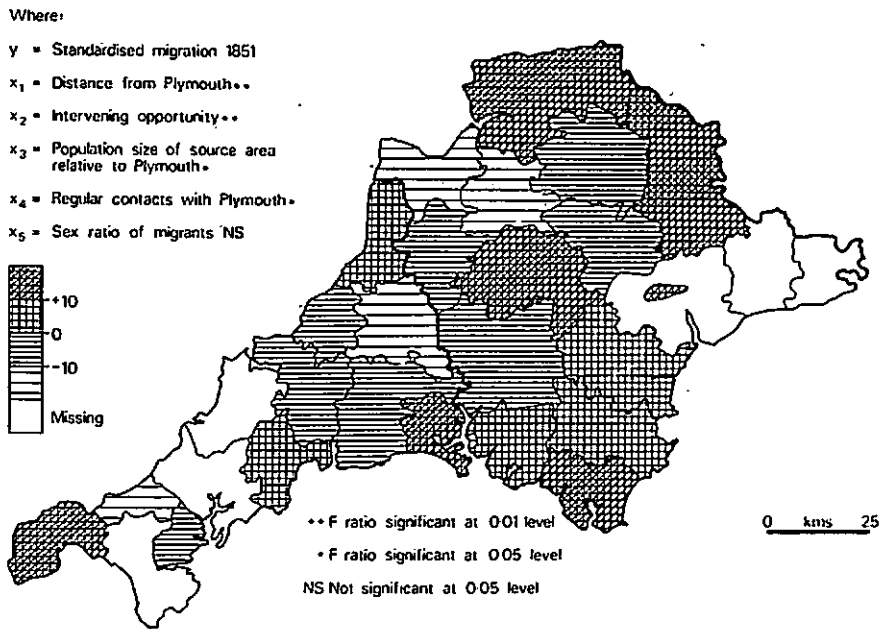 Where:
y = Standardised migration 1851
x₁ = Distance from Plymouth••
x₂ = Intervening opportunity••
x₃ = Population size of source area
relative to Plymouth•
x₄ = Regular contacts with Plymouth•
x₅ = Sex ratio of migrants NS
+10
0
-10
Missing
•• F ratio significant at 0·01 level
• F ratio significant at 0·05 level
NS Not significant at 0·05 level
0 kms 25